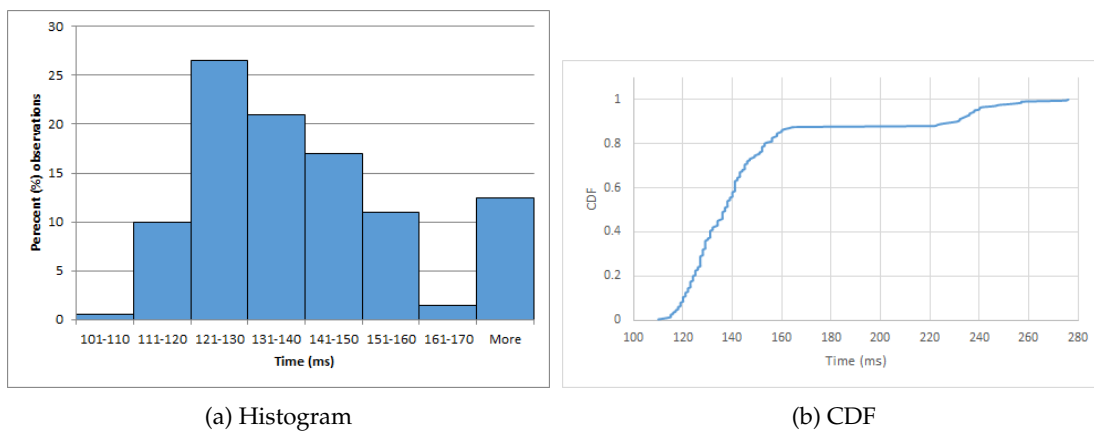 30
25
20
15
10
5
0
Perecent (%) observations
101-110 111-120 121-130 131-140 141-150 151-160 161-170 More
Time (ms)
(a) Histogram
1
0.8
0.6
0.4
0.2
0
CDF
100 120 140 160 180 200 220 240 260 280
Time (ms)
(b) CDF